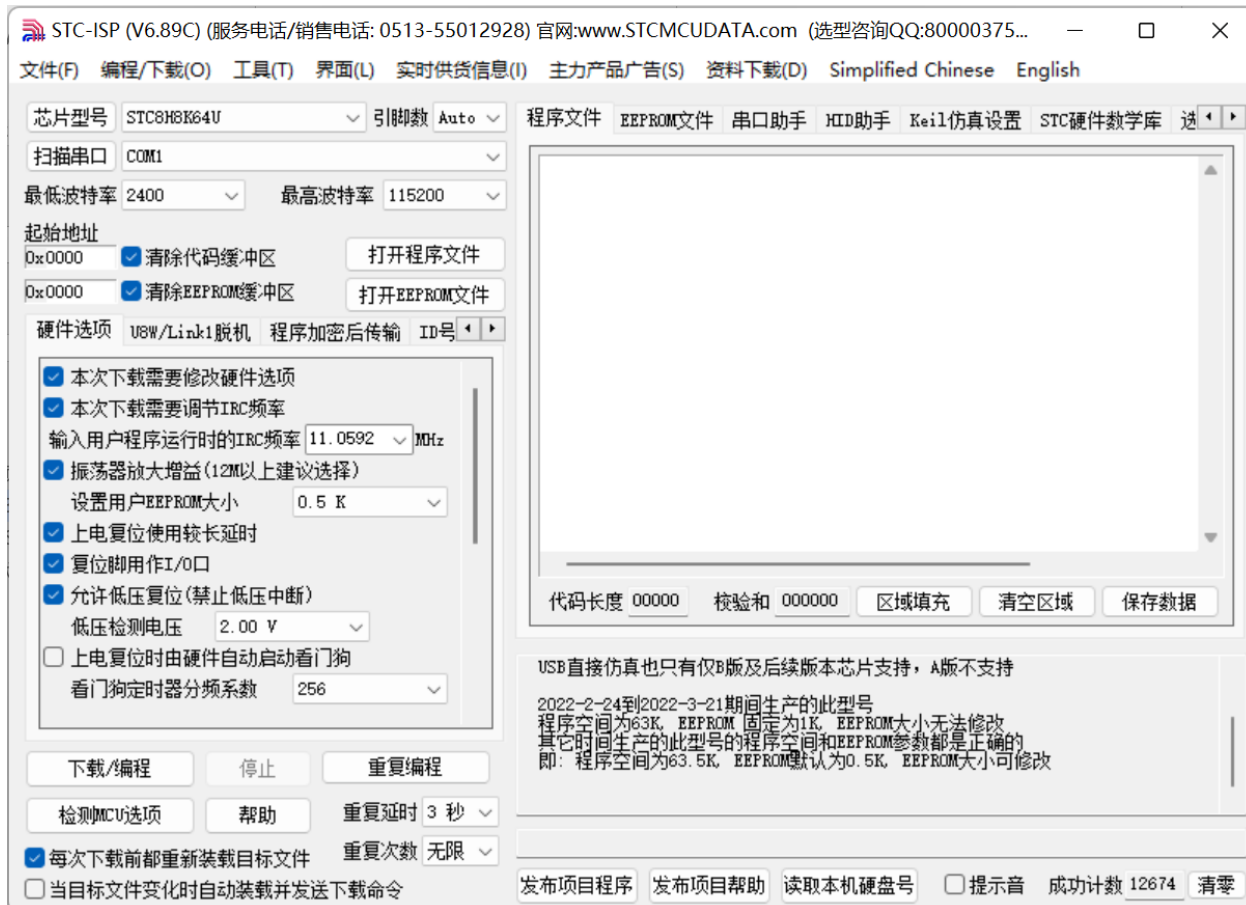 STC-ISP (V6.89C) (服务电话/销售电话: 0513-55012928) 官网:www.STCMCUDATA.com (选型咨询QQ:80000375...
文件(F) 编程/下载(O) 工具(T) 界面(L) 实时供货信息(I) 主力产品广告(S) 资料下载(D) Simplified Chinese English
芯片型号 STC8H8K64U 引脚数 Auto
扫描串口 COM1
最低波特率 2400 最高波特率 115200
起始地址
0x0000 清除代码缓冲区 打开程序文件
0x0000 清除EEPROM缓冲区 打开EEPROM文件
硬件选项 U8W/Link1脱机 程序加密后传输 ID号
本次下载需要修改硬件选项
本次下载需要调节IRC频率
输入用户程序运行时的IRC频率 11.0592 MHz
振荡器放大增益(12M以上建议选择)
设置用户EEPROM大小 0.5 K
上电复位使用较长延时
复位脚用作I/O口
允许低压复位(禁止低压中断)
低压检测电压 2.00 V
上电复位时由硬件自动启动看门狗
看门狗定时器分频系数 256
下载/编程 停止 重复编程
检测MCU选项 帮助 重复延时 3 秒
每次下载前都重新装载目标文件 重复次数 无限
当目标文件变化时自动装载并发送下载命令
程序文件 EEPROM文件 串口助手 HID助手 Keil仿真设置 STC硬件数学库 选
代码长度 00000 校验和 000000 区域填充 清空区域 保存数据
USB直接仿真也只有仅B版及后续版本芯片支持，A版不支持
2022-2-24到2022-3-21期间生产的此型号
程序空间为63K, EEPROM 固定为1K, EEPROM大小无法修改
其它时间生产的此型号的程序空间和EEPROM参数都是正确的
即: 程序空间为63.5K, EEPROM默认为0.5K, EEPROM大小可修改
发布项目程序 发布项目帮助 读取本机硬盘号 提示音 成功计数 12674 清零